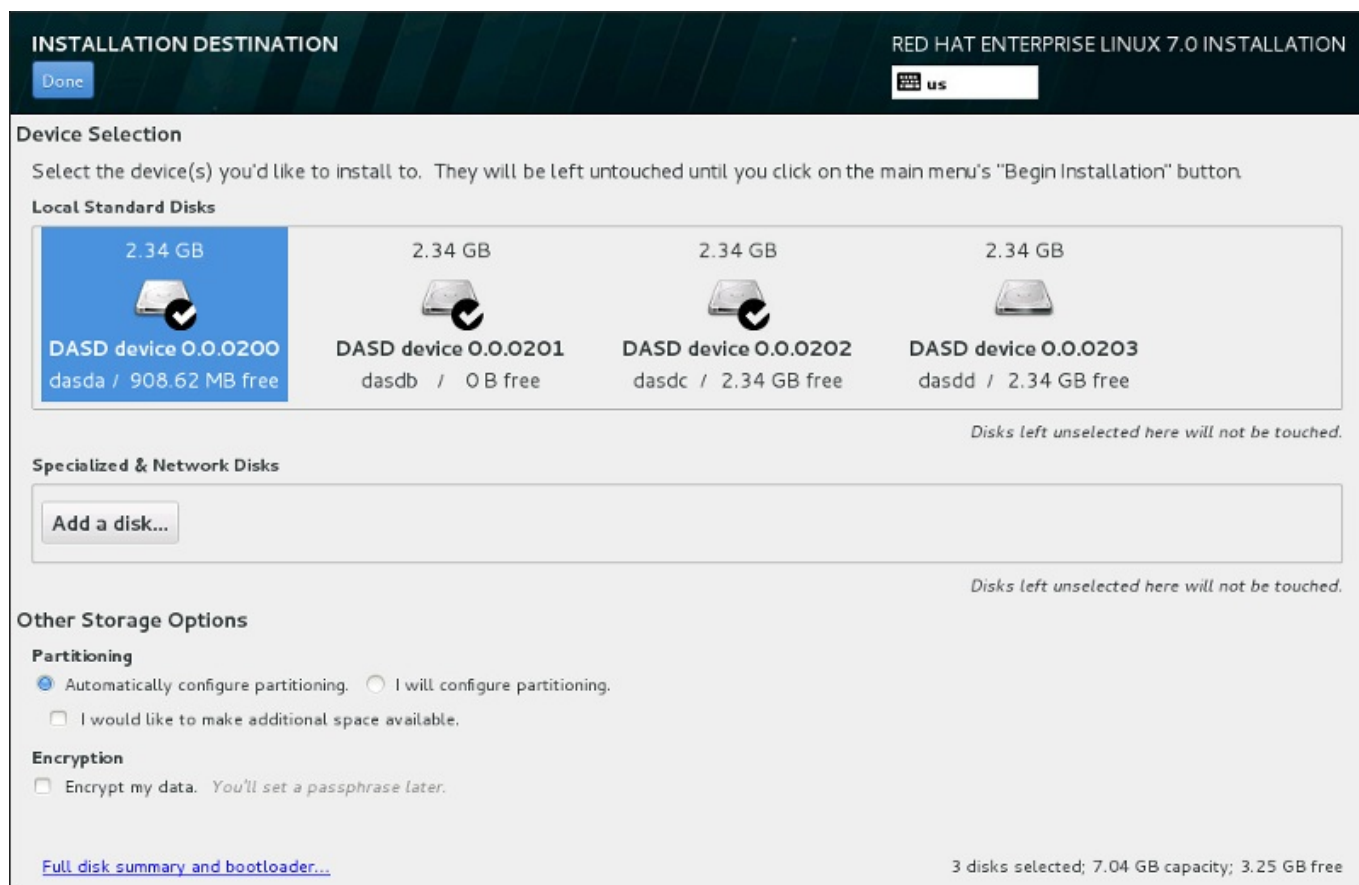 INSTALLATION DESTINATION
RED HAT ENTERPRISE LINUX 7.0 INSTALLATION
Done
us
Device Selection
Select the device(s) you'd like to install to. They will be left untouched until you click on the main menu's "Begin Installation" button.
Local Standard Disks
2.34 GB 2.34 GB 2.34 GB 2.34 GB
DASD device 0.0.0200 DASD device 0.0.0201 DASD device 0.0.0202 DASD device 0.0.0203
dasda / 908.62 MB free dasdb / 0 B free dasdc / 2.34 GB free dasdd / 2.34 GB free
Disks left unselected here will not be touched.
Specialized & Network Disks
Add a disk...
Disks left unselected here will not be touched.
Other Storage Options
Partitioning
Automatically configure partitioning. I will configure partitioning.
I would like to make additional space available.
Encryption
Encrypt my data. You'll set a passphrase later.
Full disk summary and bootloader... 3 disks selected; 7.04 GB capacity; 3.25 GB free